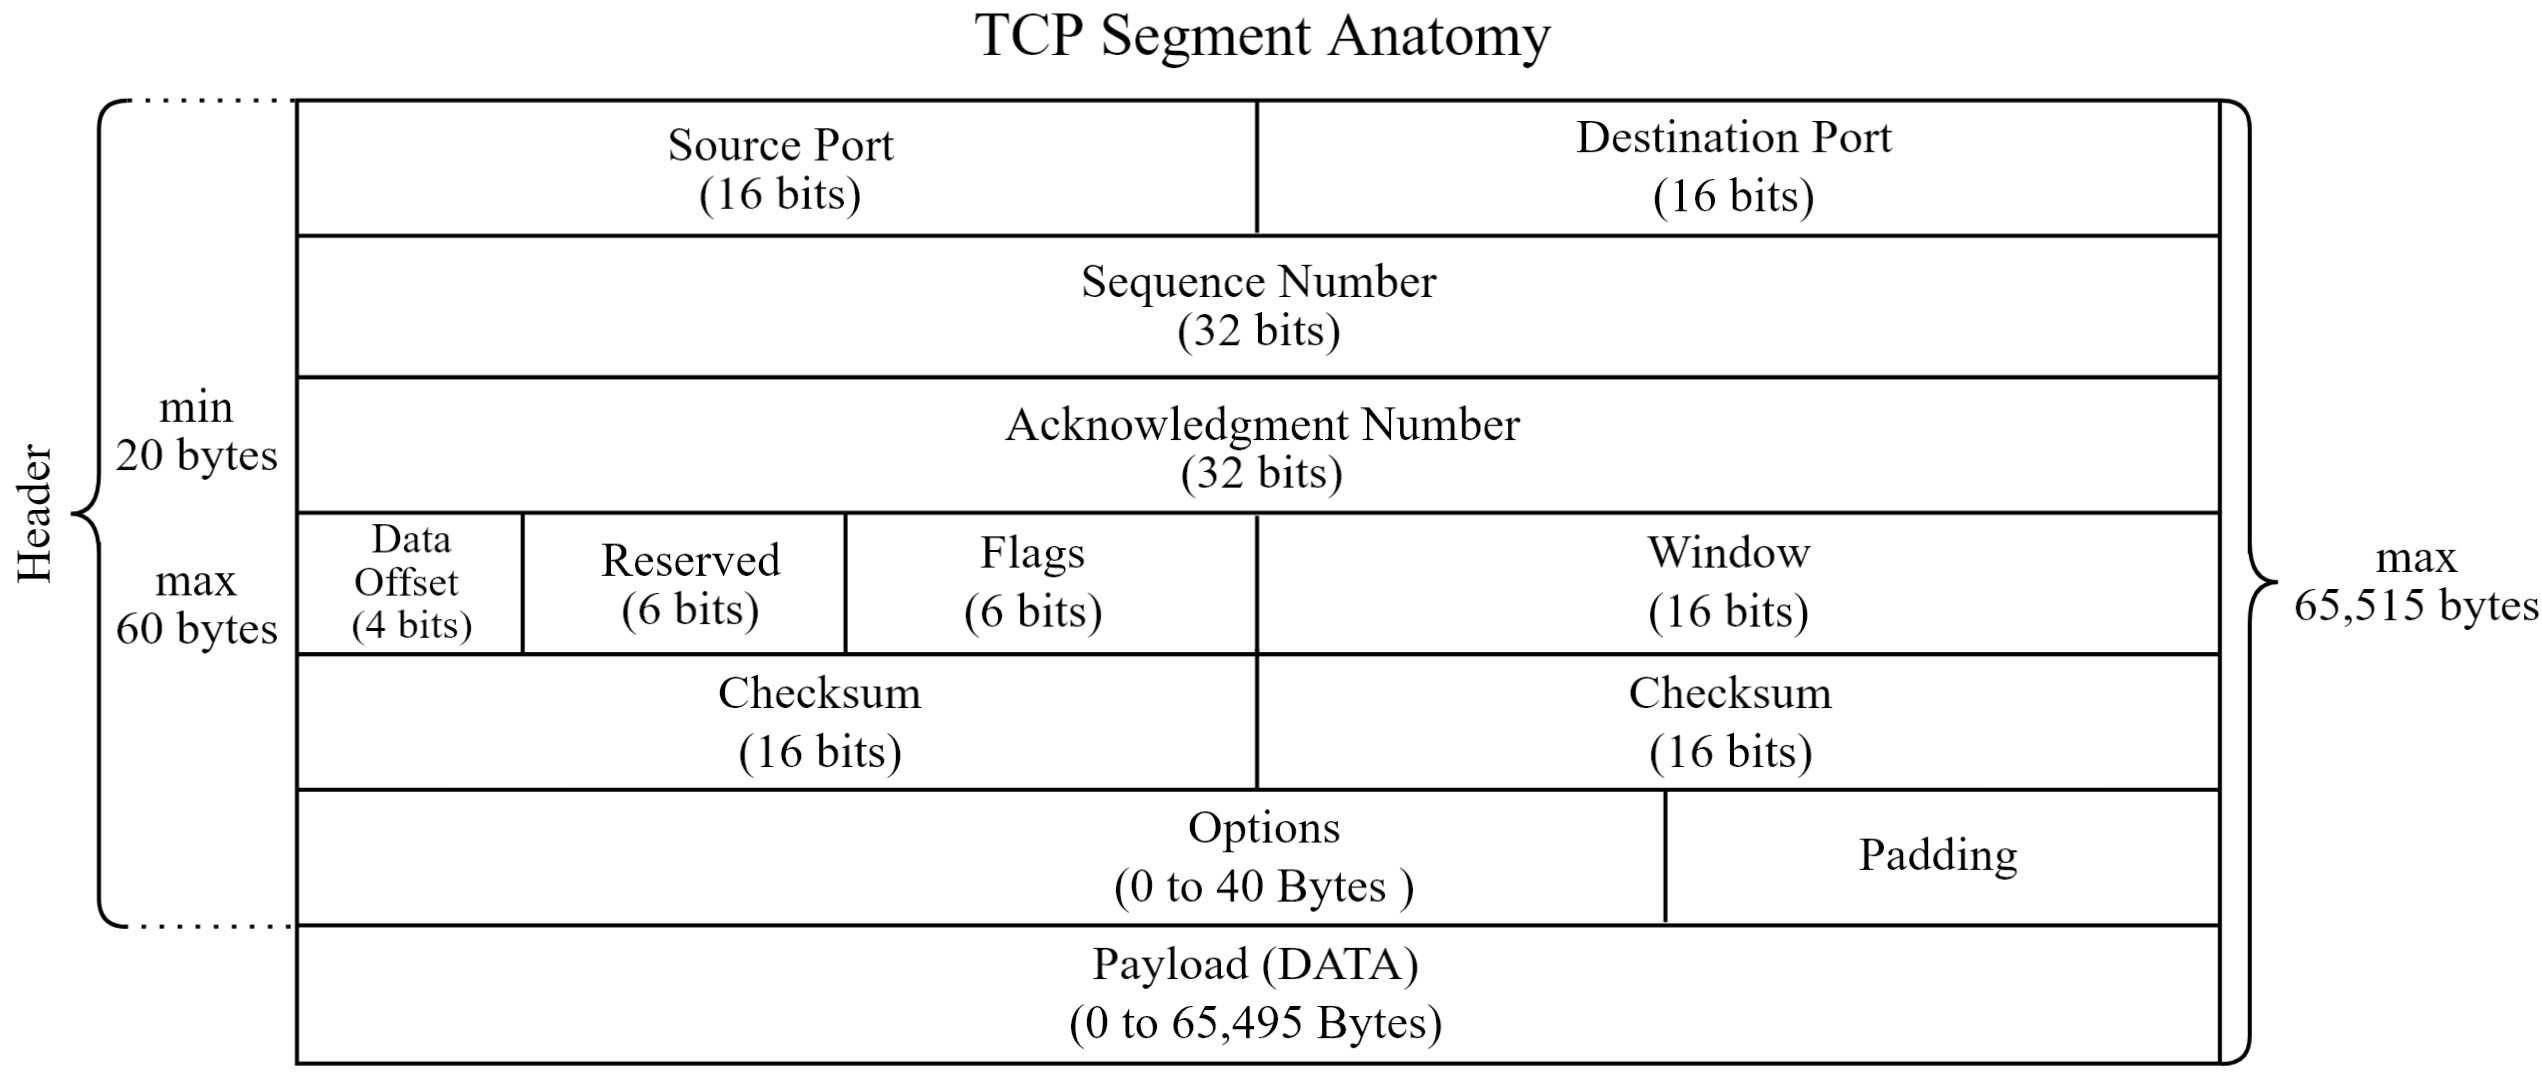 TCP Segment Anatomy
Source Port
(16 bits)
Destination Port
(16 bits)
Sequence Number
(32 bits)
Acknowledgment Number
(32 bits)
Header
min
20 bytes
max
60 bytes
Data
Offset
(4 bits)
Reserved
(6 bits)
Flags
(6 bits)
Window
(16 bits)
max
65,515 bytes
Checksum
(16 bits)
Checksum
(16 bits)
Options
(0 to 40 Bytes )
Padding
Payload (DATA)
(0 to 65,495 Bytes)